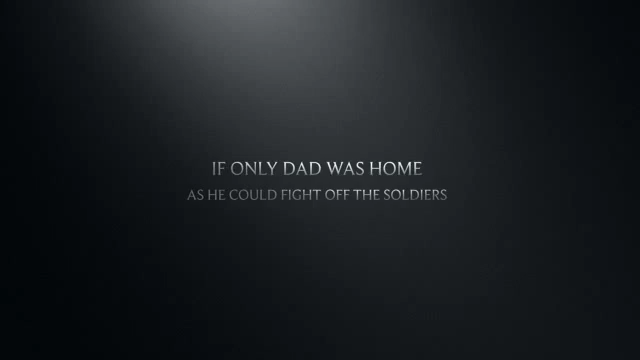 IF ONLY DAD WAS HOME
AS HE COULD FIGHT OFF THE SOLDIERS